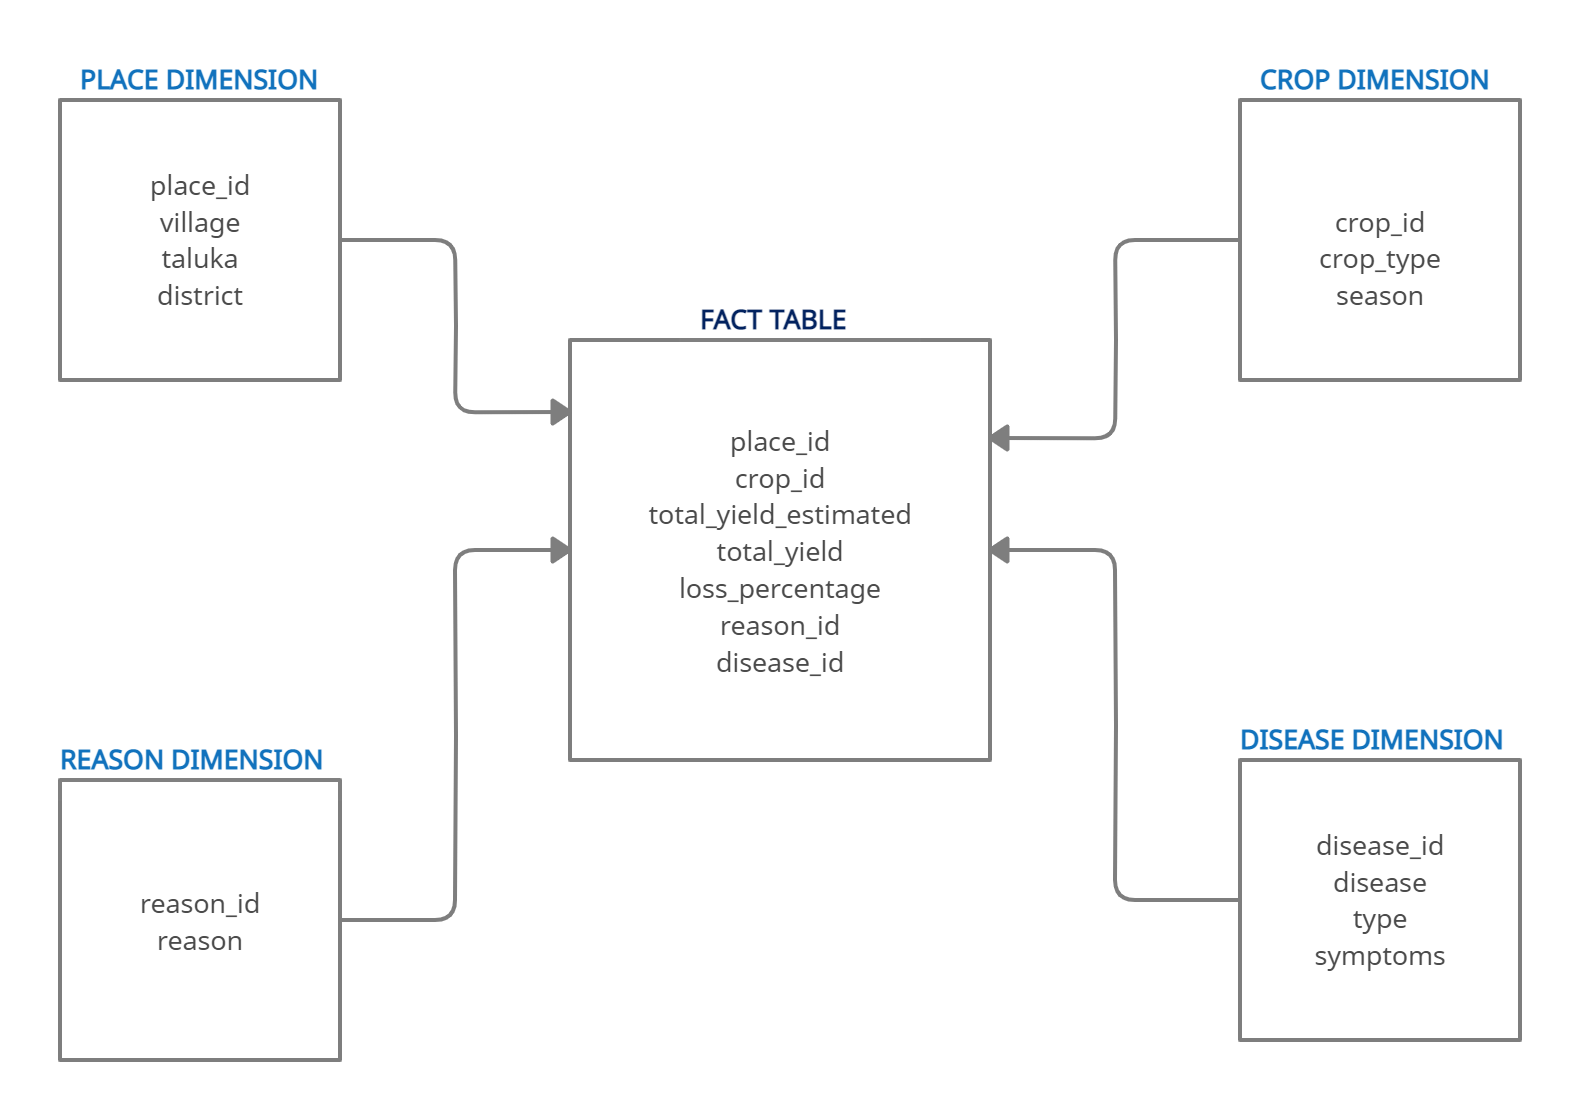 PLACE DIMENSION
place_id
village
taluka
district
CROP DIMENSION
crop_id
crop_type
season
FACT TABLE
place_id
crop_id
total_yield_estimated
total_yield
loss_percentage
reason_id
disease_id
REASON DIMENSION
reason_id
reason
DISEASE DIMENSION
disease_id
disease
type
symptoms